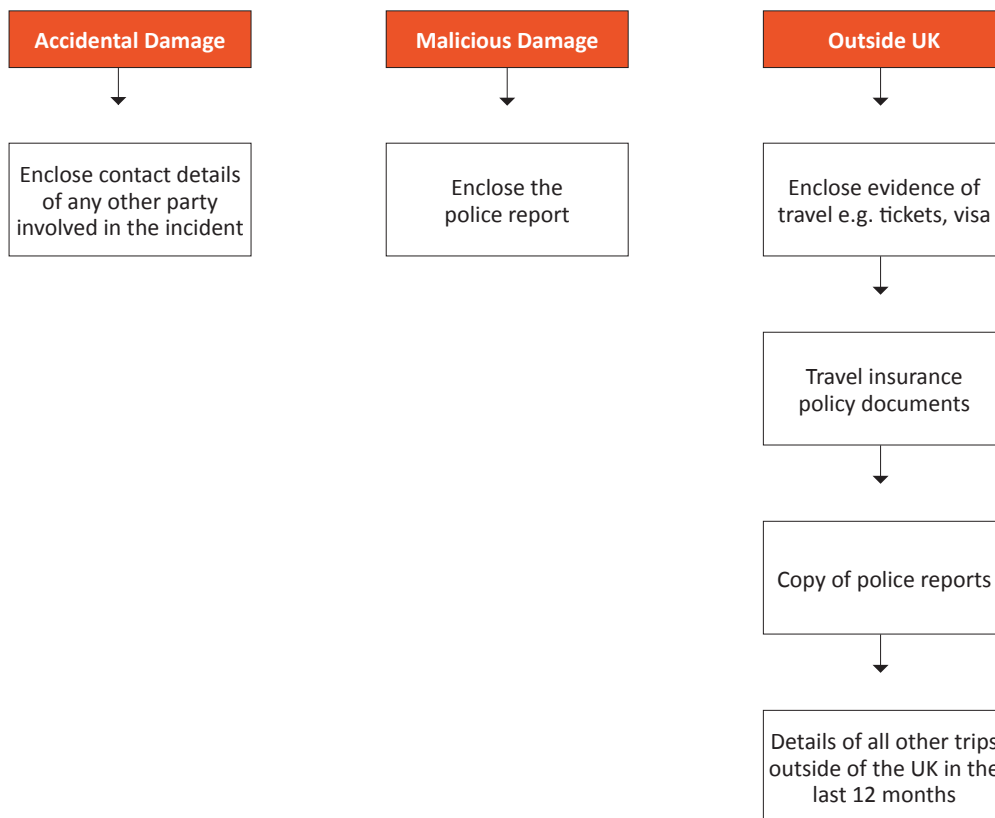 Accidental Damage
Enclose contact details
of any other party
involved in the incident
Malicious Damage
Enclose the
police report
Outside UK
Enclose evidence of
travel e.g. tickets, visa
Travel insurance
policy documents
Copy of police reports
Details of all other trips
outside of the UK in the
last 12 months